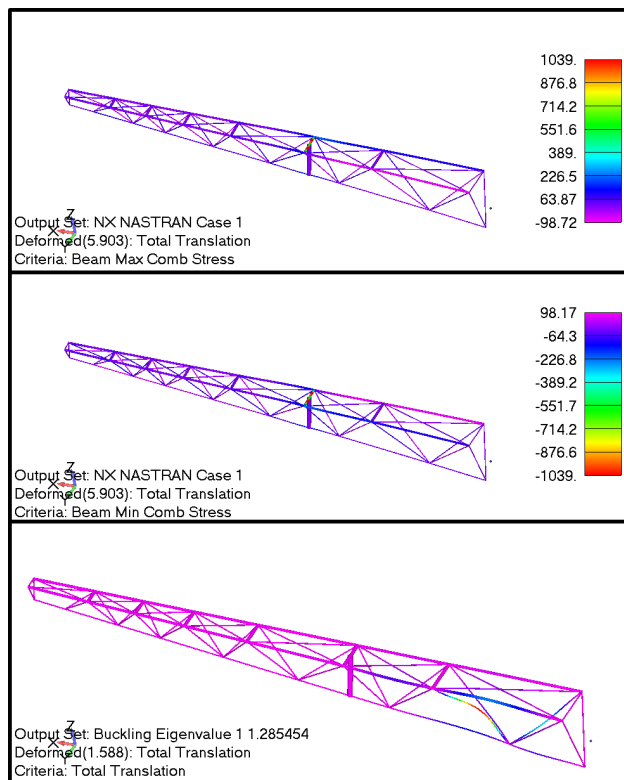 1039.
876.8
714.2
551.6
389.
226.5
63.87
-98.72
Z
X
Y
Output Set: NX NASTRAN Case 1
Deformed(5.903): Total Translation
Criteria: Beam Max Comb Stress
98.17
-64.3
-226.8
-389.2
-551.7
-714.2
-876.6
-1039.
Z
X
Y
Output Set: NX NASTRAN Case 1
Deformed(5.903): Total Translation
Criteria: Beam Min Comb Stress
Z
X
Y
Output Set: Buckling Eigenvalue 1 1.285454
Deformed(1.588): Total Translation
Criteria: Total Translation